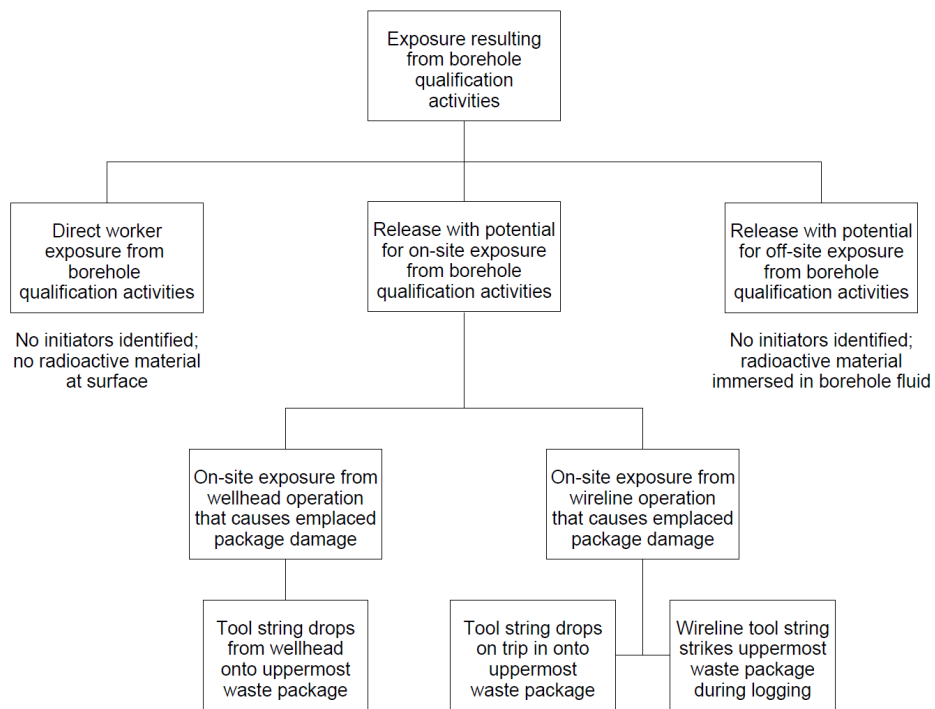 Exposure resulting
from borehole
qualification
activities
Direct worker
exposure from
borehole
qualification activities
Release with potential
for on-site exposure
from borehole
qualification activities
Release with potential
for off-site exposure
from borehole
qualification activities
No initiators identified;
no radioactive material
at surface
No initiators identified;
radioactive material
immersed in borehole fluid
On-site exposure from
wellhead operation
that causes emplaced
package damage
On-site exposure from
wireline operation
that causes emplaced
package damage
Tool string drops
from wellhead
onto uppermost
waste package
Tool string drops
on trip in onto
uppermost
waste package
Wireline tool string
strikes uppermost
waste package
during logging